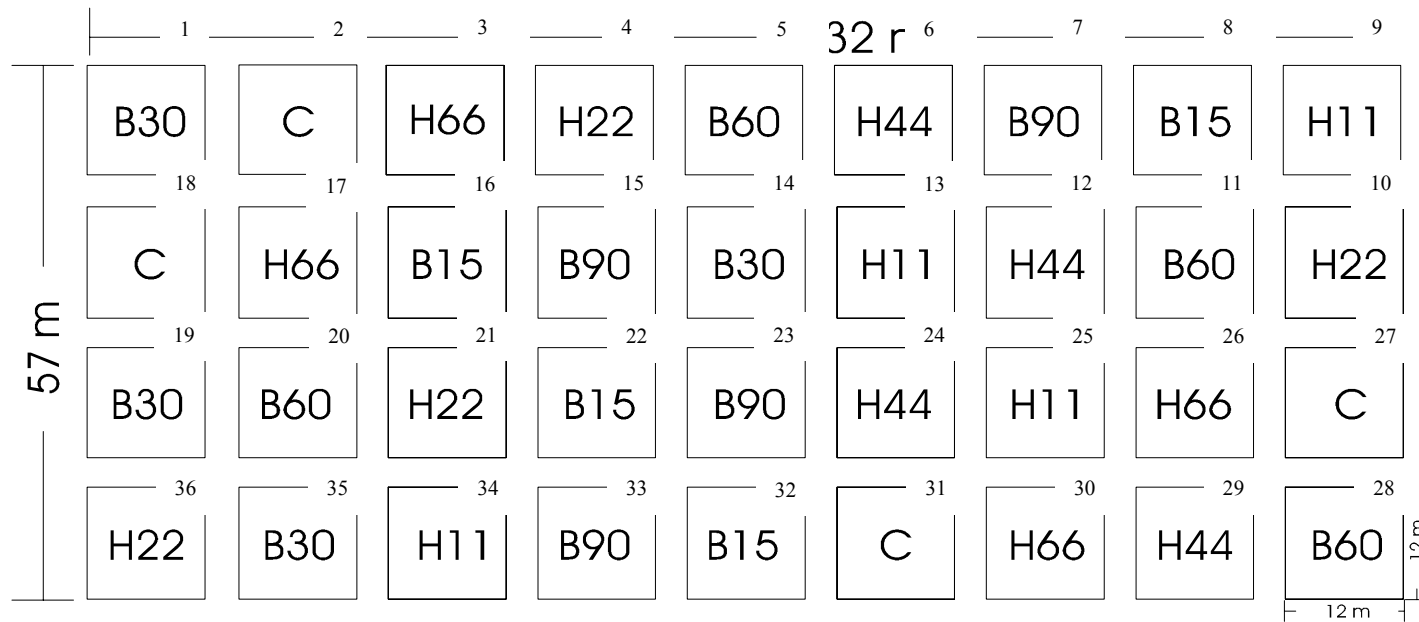 1 2 3 4 5 32 r 6 7 8 9
B30 C H66 H22 B60 H44 B90 B15 H11
18 17 16 15 14 13 12 11 10
C H66 B15 B90 B30 H11 H44 B60 H22
57 m
19 20 21 22 23 24 25 26 27
B30 B60 H22 B15 B90 H44 H11 H66 C
36 35 34 33 32 31 30 29 28
H22 B30 H11 B90 B15 C H66 H44 B60
12 m
12 m